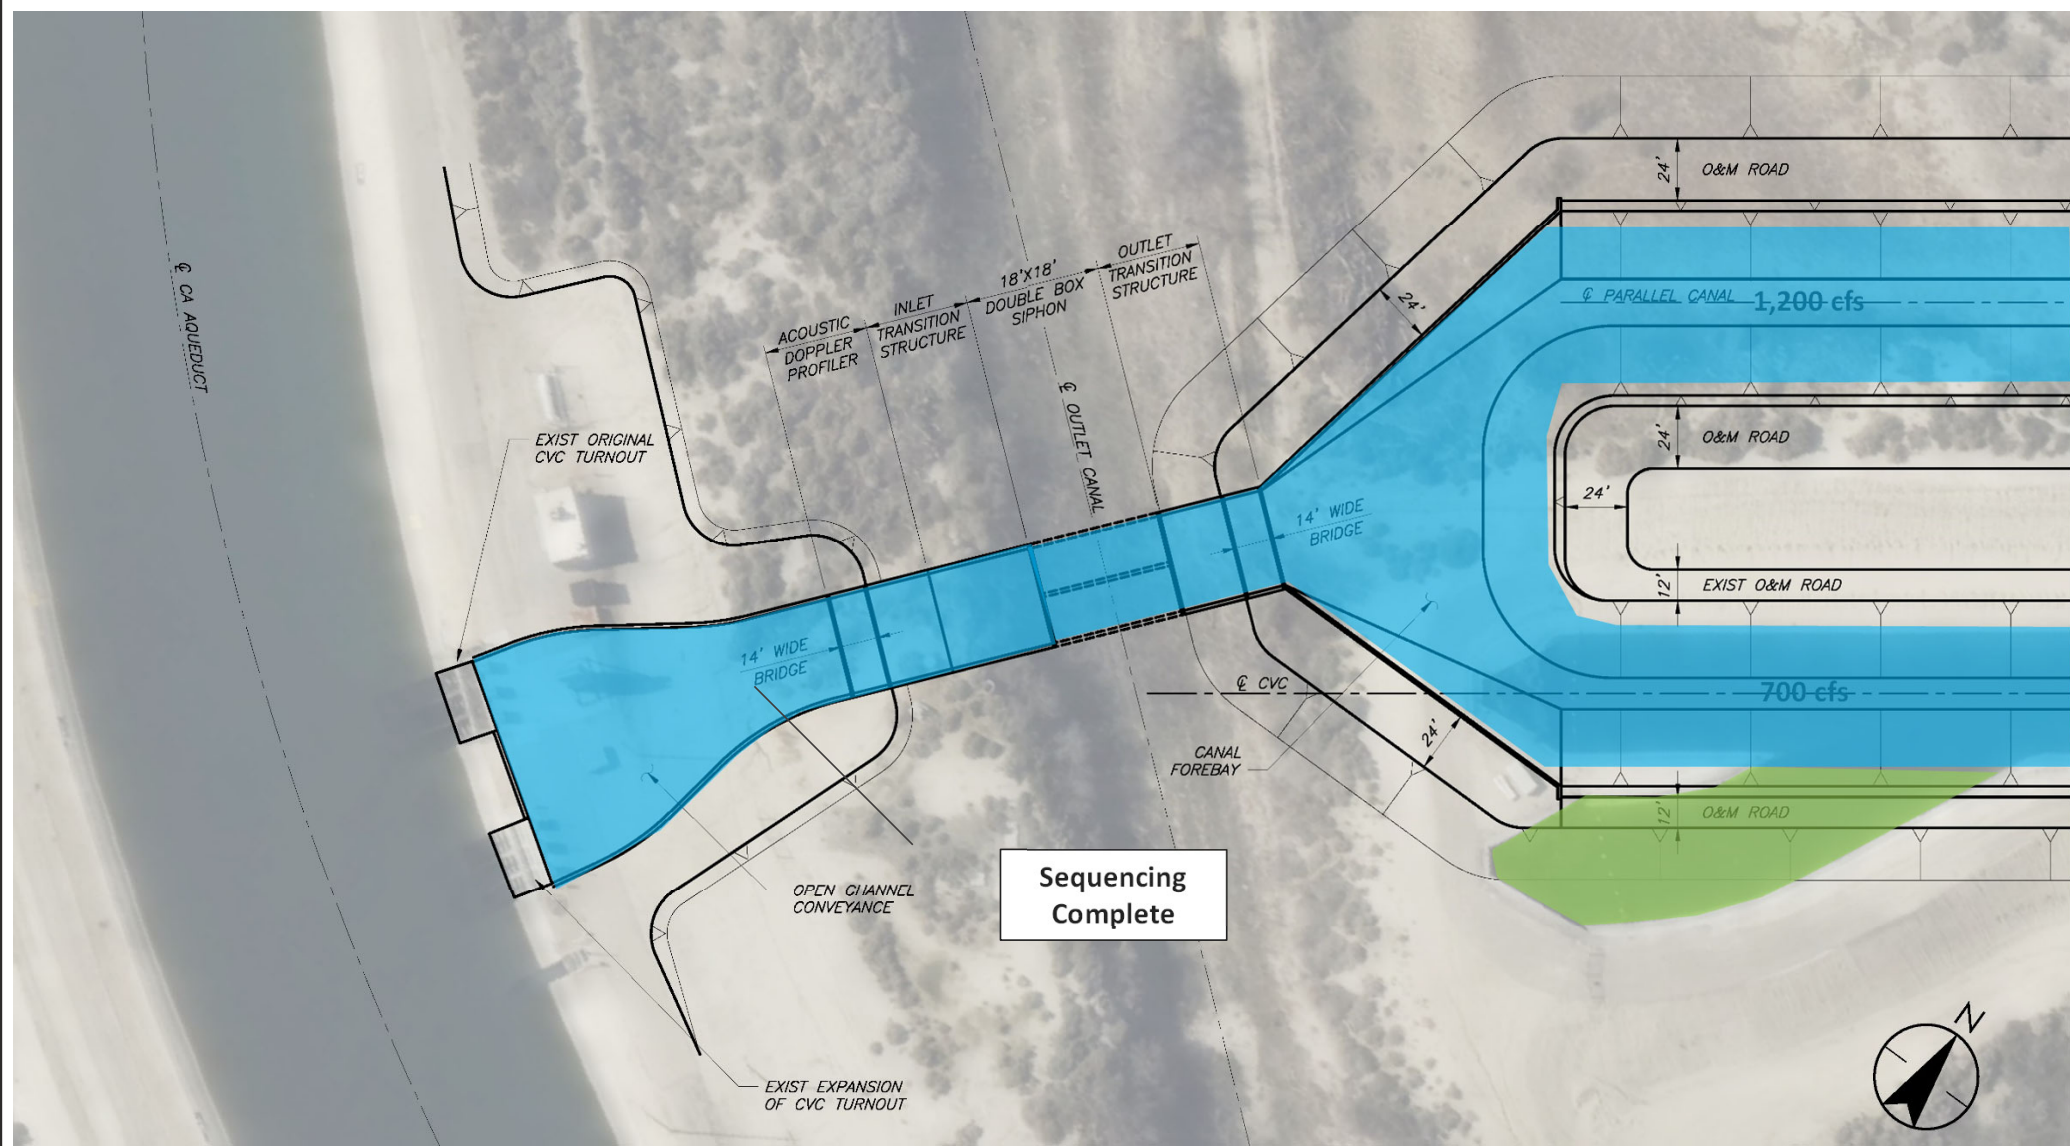 ℄ CA AQUEDUCT
EXIST ORIGINAL
CVC TURNOUT
ACOUSTIC
DOPPLER
PROFILER
INLET
TRANSITION
STRUCTURE
18'X18'
DOUBLE BOX
SIPHON
OUTLET
TRANSITION
STRUCTURE
℄ OUTLET CANAL
24'
O&M ROAD
24'
℄ PARALLEL CANAL
1,200 cfs
24'
O&M ROAD
24'
14' WIDE
BRIDGE
12'
EXIST O&M ROAD
14' WIDE
BRIDGE
℄ CVC
700 cfs
24'
CANAL
FOREBAY
12'
O&M ROAD
OPEN CHANNEL
CONVEYANCE
Sequencing
Complete
EXIST EXPANSION
OF CVC TURNOUT
N